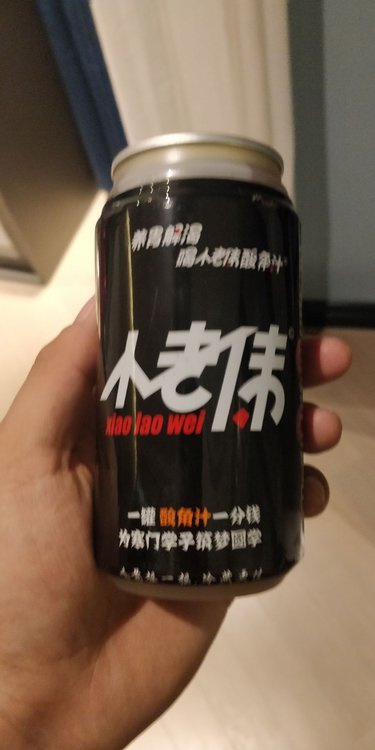 养胃解渴
喝小老伟酸角汁
小老伟
xiao lao wei
一罐 酸角汁一分钱
为寒门学子筑梦圆学